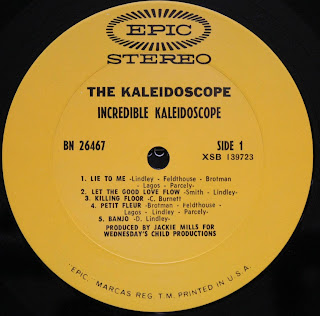 EPIC
STEREO
THE KALEIDOSCOPE
INCREDIBLE KALEIDOSCOPE
BN 26467 SIDE 1
XSB 139723
1. LIE TO ME -Lindley - Feldthouse - Brotman
- Lagos - Parcely-
2. LET THE GOOD LOVE FLOW -Smith - Lindley-
3. KILLING FLOOR -C. Burnett
4. PETIT FLEUR -Brotman - Feldthouse -
Lagos - Lindley - Parcely-
5. BANJO -D. Lindley-
PRODUCED BY JACKIE MILLS FOR
WEDNESDAY'S CHILD PRODUCTIONS
"EPIC, MARCAS REG. T.M. PRINTED IN U.S.A.